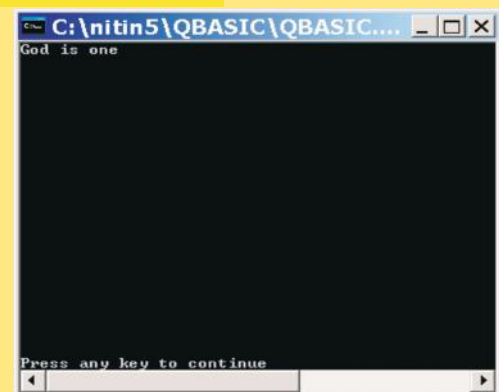 C:\nitin5\QBASIC\QBASIC....
God is one
Press any key to continue